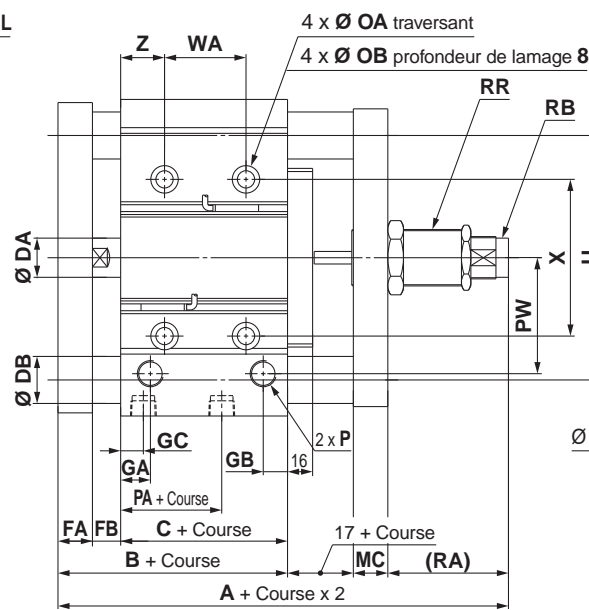 L
4 x Ø OA traversant
Z
WA
4 x Ø OB profondeur de lamage 8
RR
RB
Ø DA
X
PW
Ø DB
Ø
GC
2 x P
GA
GB
16
PA + Course
FA
FB
C + Course
17 + Course
B + Course
MC
(RA)
A + Course x 2